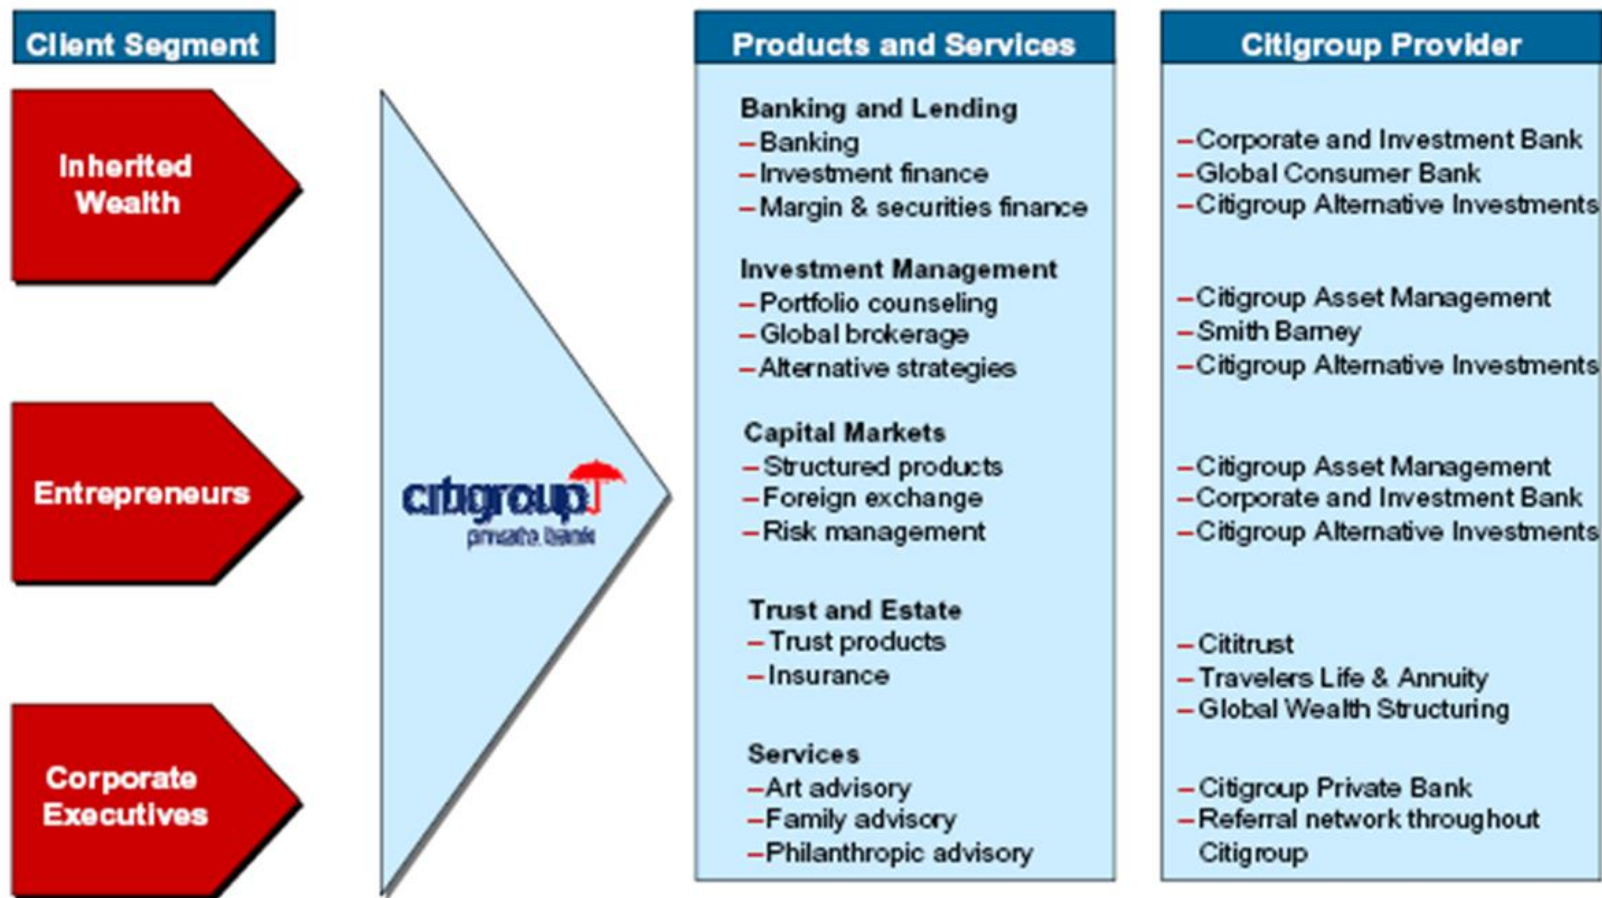 Client Segment
Inherited
Wealth
Entrepreneurs
Corporate
Executives
citigroup
private bank
Products and Services
Banking and Lending
–Banking
–Investment finance
–Margin & securities finance
Investment Management
–Portfolio counseling
–Global brokerage
–Alternative strategies
Capital Markets
–Structured products
–Foreign exchange
–Risk management
Trust and Estate
–Trust products
–Insurance
Services
–Art advisory
–Family advisory
–Philanthropic advisory
Citigroup Provider
–Corporate and Investment Bank
–Global Consumer Bank
–Citigroup Alternative Investments
–Citigroup Asset Management
–Smith Barney
–Citigroup Alternative Investments
–Citigroup Asset Management
–Corporate and Investment Bank
–Citigroup Alternative Investments
–Cititrust
–Travelers Life & Annuity
–Global Wealth Structuring
–Citigroup Private Bank
–Referral network throughout
Citigroup